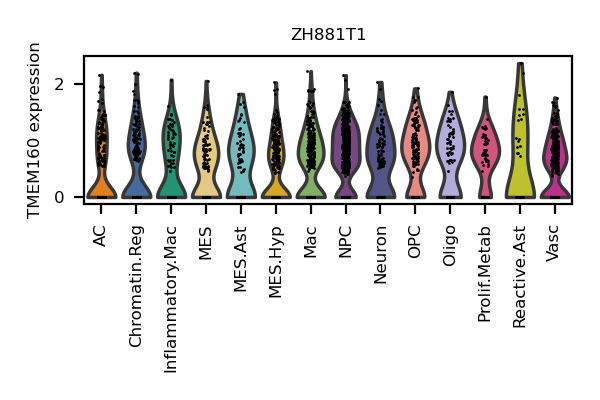 ZH881T1
TMEM160 expression
2
0
AC
Chromatin.Reg
Inflammatory.Mac
MES
MES.Ast
MES.Hyp
Mac
NPC
Neuron
OPC
Oligo
Prolif.Metab
Reactive.Ast
Vasc